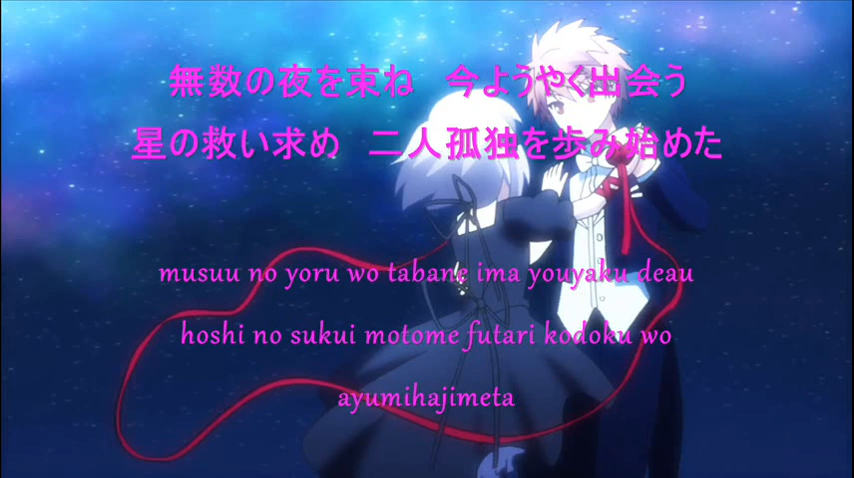 無数の夜を束ね　今ようやく出会う
星の救い求め　二人孤独を歩み始めた
musuu no yoru wo tabane ima youyaku deau
hoshi no sukui motome futari kodoku wo
ayumihajimeta